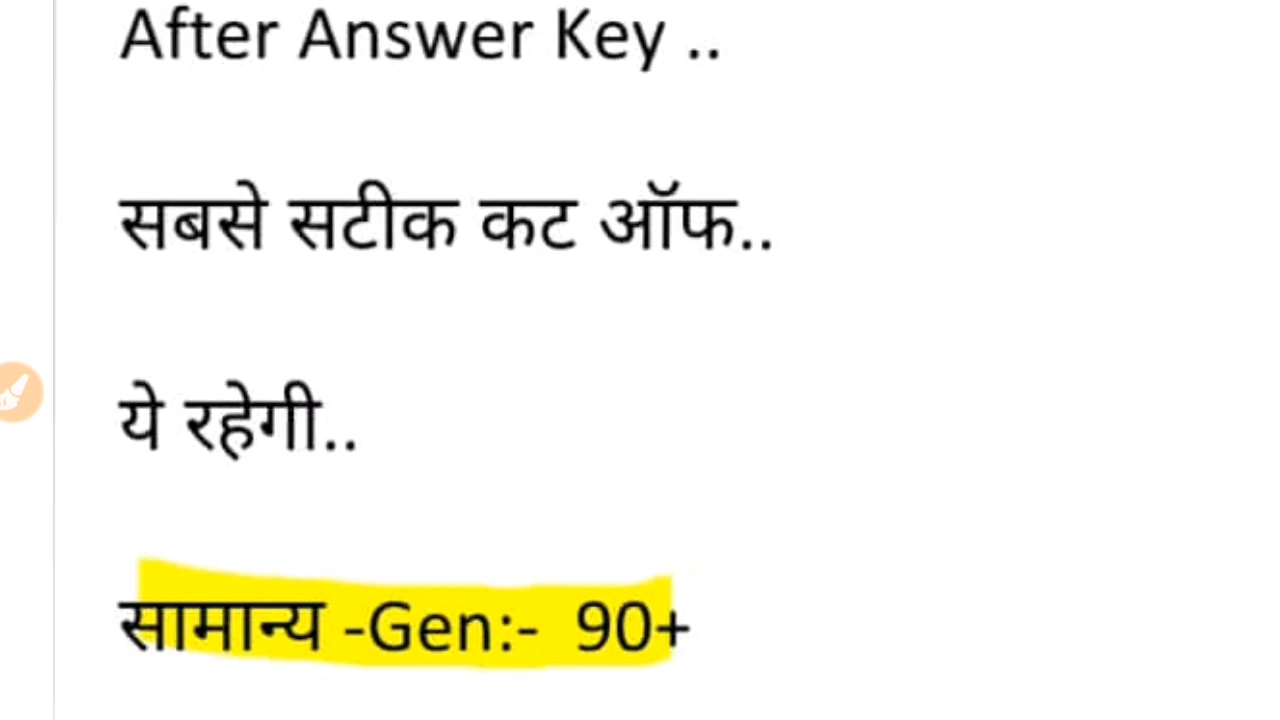 After Answer Key ..
सबसे सटीक कट ऑफ..
ये रहेगी..
सामान्य -Gen:- 90+